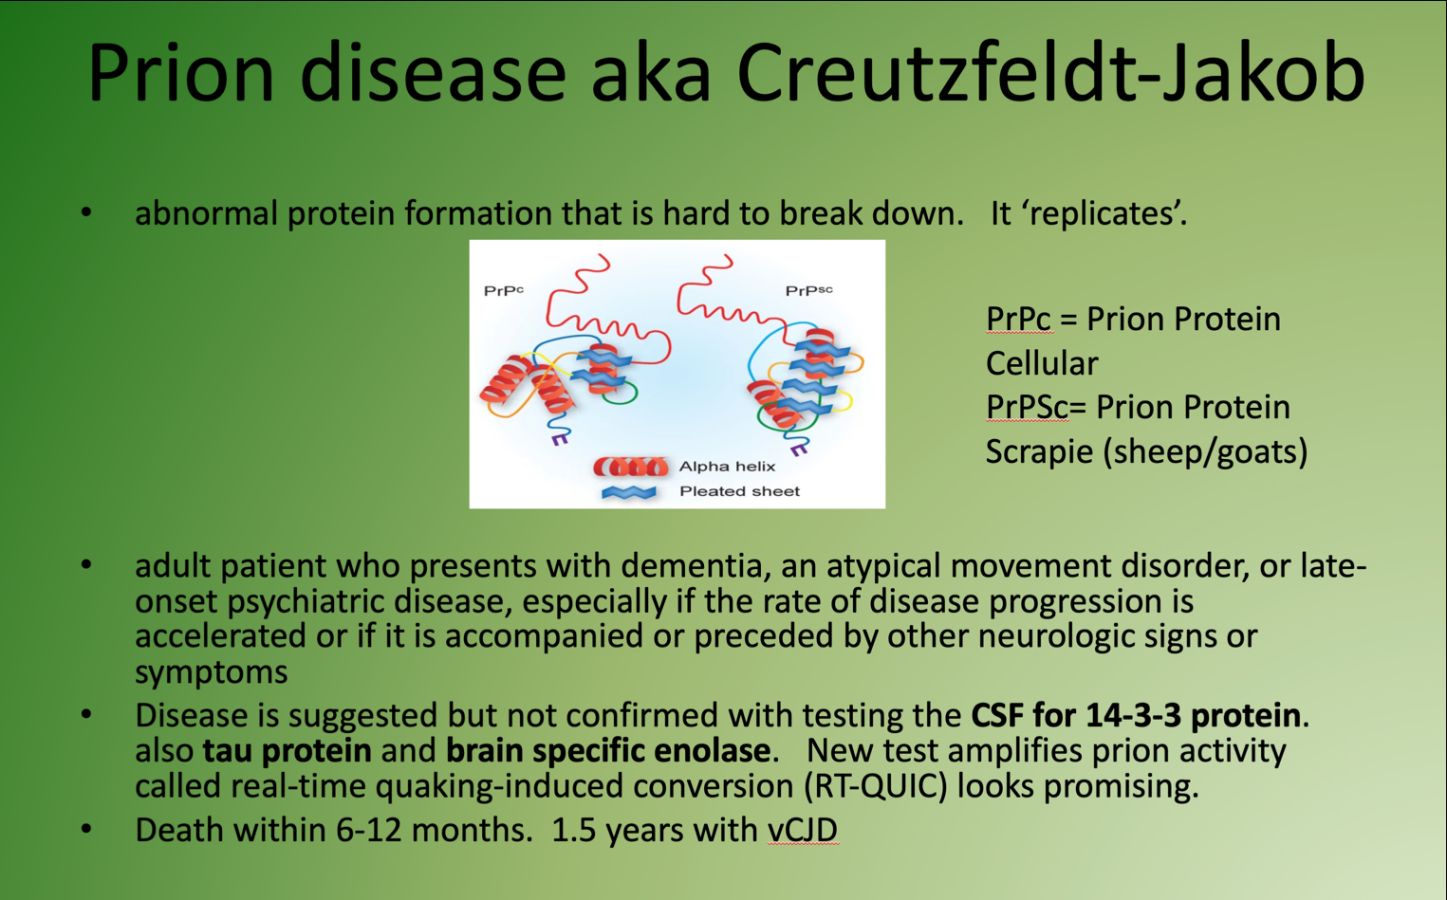 Prion disease aka Creutzfeldt-Jakob
• abnormal protein formation that is hard to break down.   It ‘replicates’.
PrPc
PrPsc
Alpha helix
Pleated sheet
PrPc = Prion Protein
Cellular
PrPSc= Prion Protein
Scrapie (sheep/goats)
• adult patient who presents with dementia, an atypical movement disorder, or late-
onset psychiatric disease, especially if the rate of disease progression is
accelerated or if it is accompanied or preceded by other neurologic signs or
symptoms
• Disease is suggested but not confirmed with testing the CSF for 14-3-3 protein.
also tau protein and brain specific enolase.   New test amplifies prion activity
called real-time quaking-induced conversion (RT-QUIC) looks promising.
• Death within 6-12 months.  1.5 years with vCJD